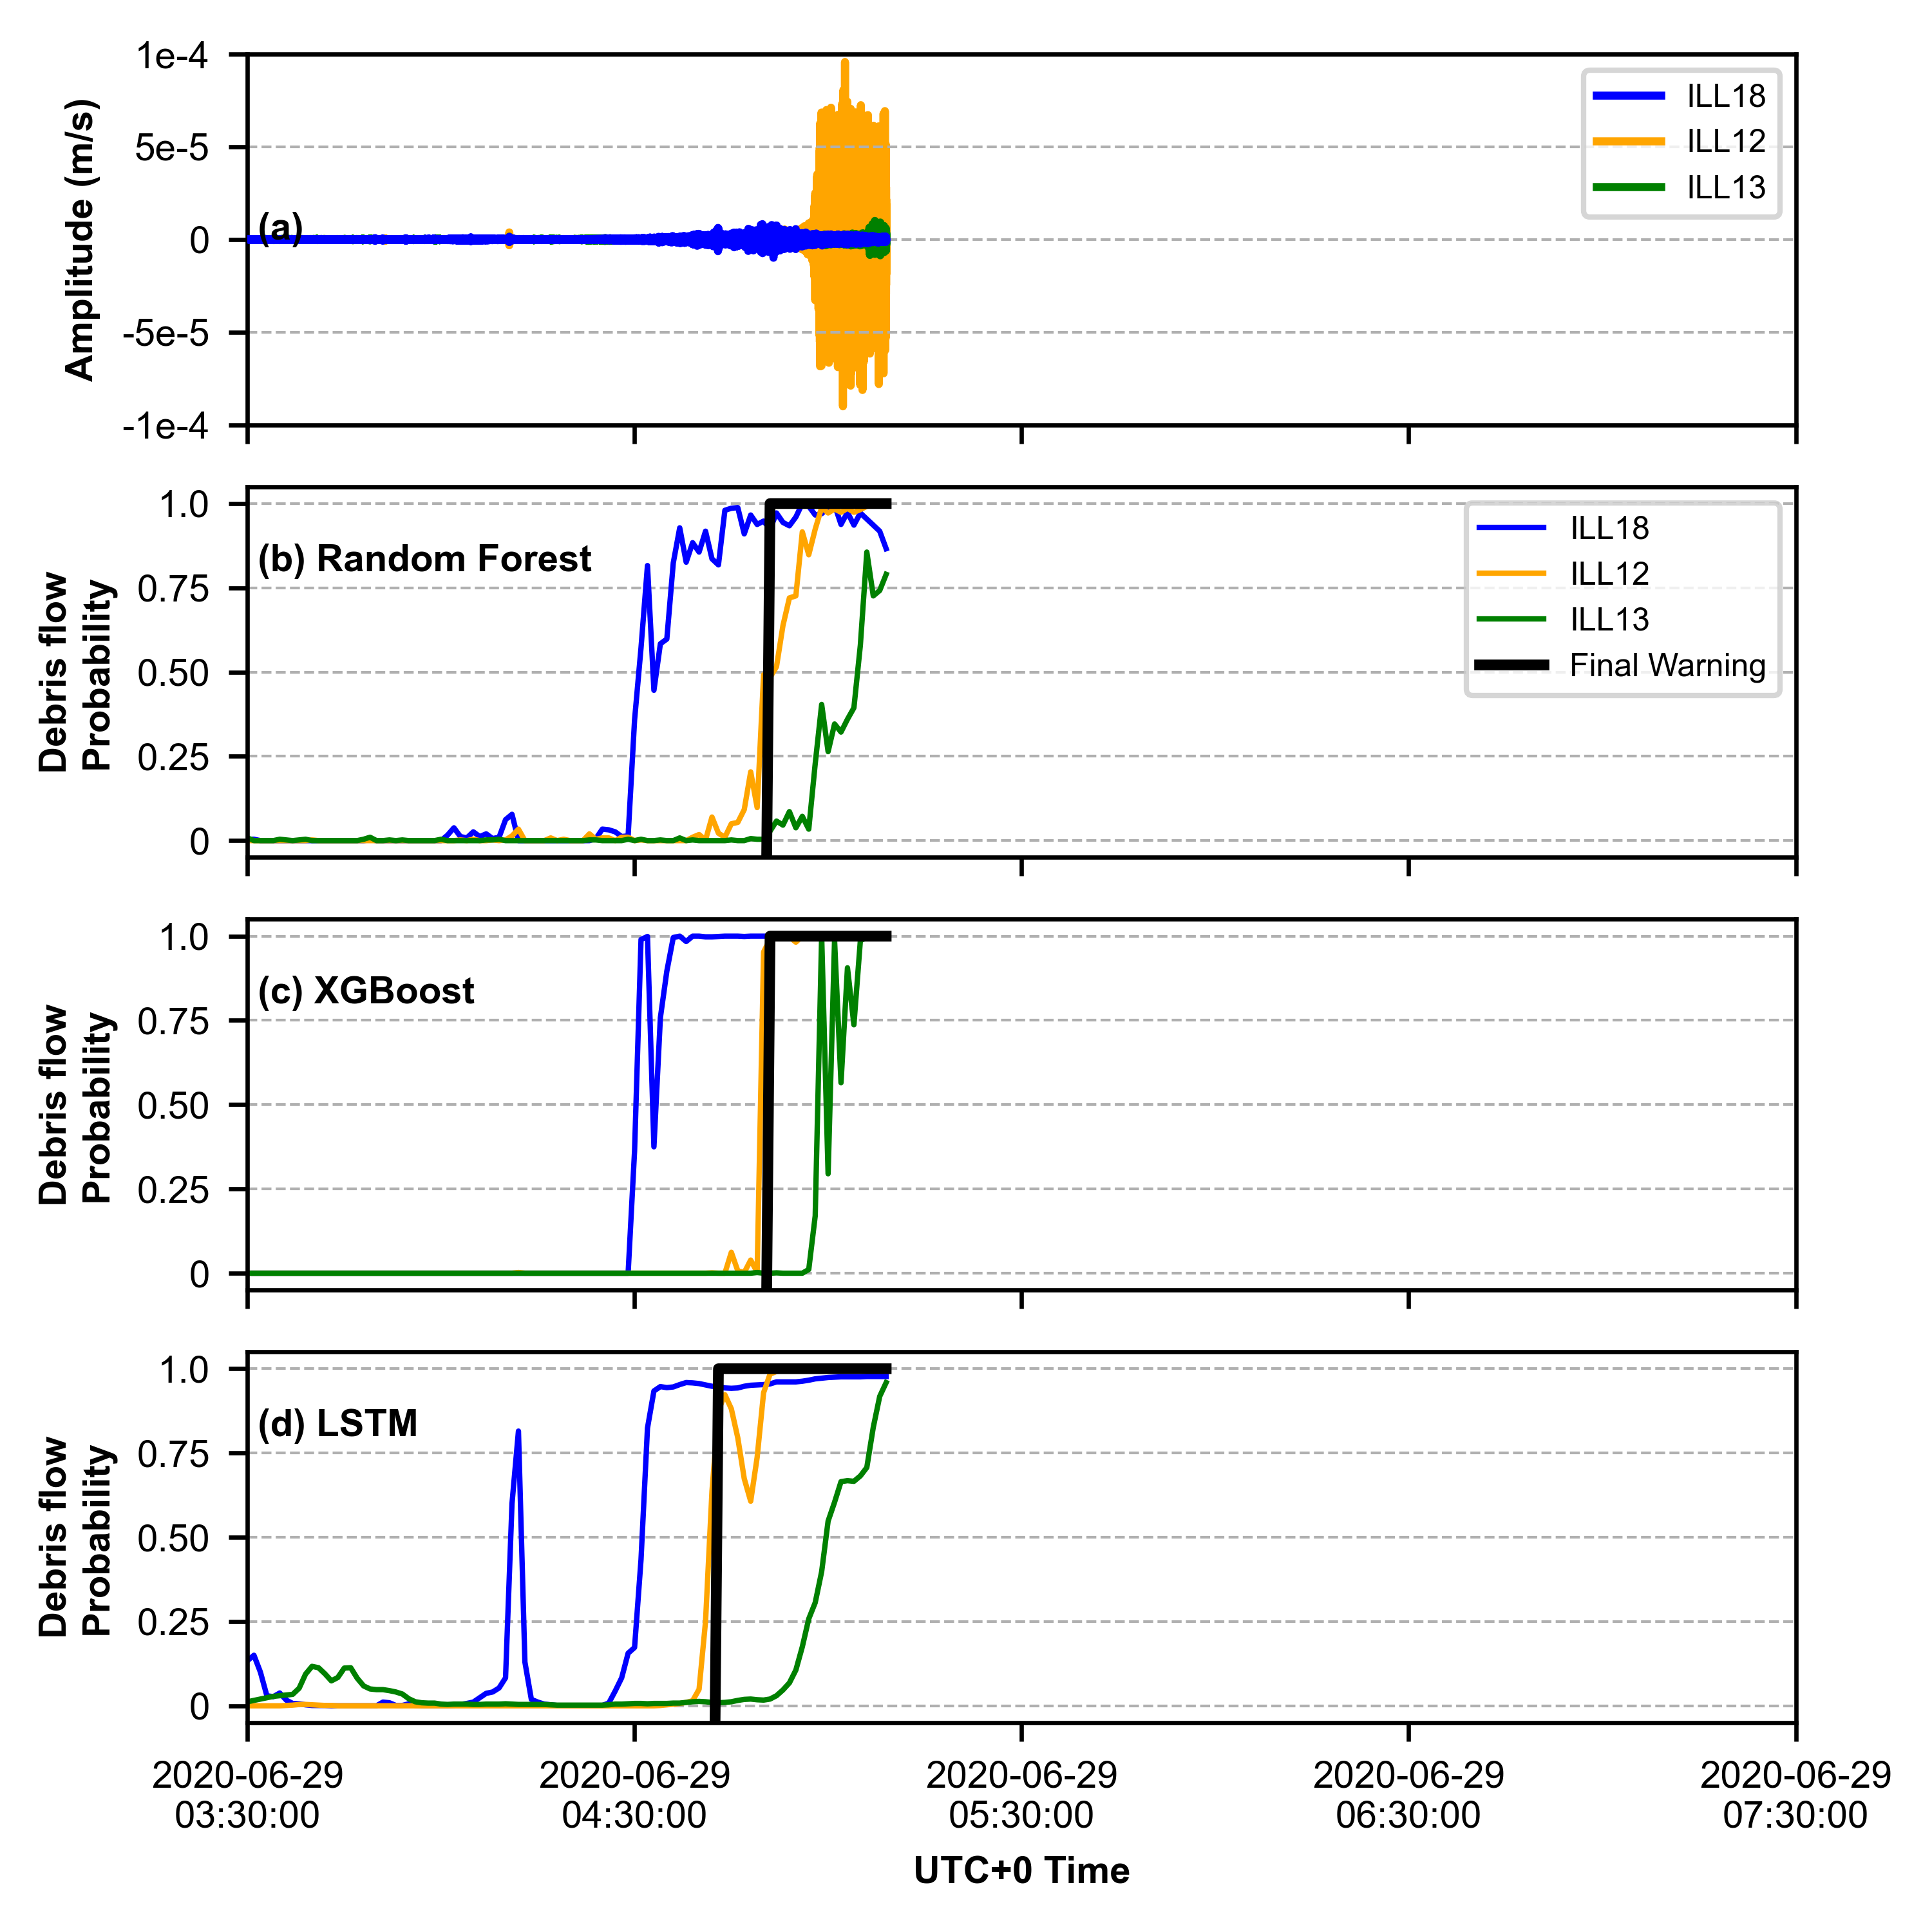 1e-4
5e-5
0
-5e-5
-1e-4
Amplitude (m/s)
(a)
ILL18
ILL12
ILL13
1.0
0.75
0.50
0.25
0
Debris flow
Probability
(b) Random Forest
ILL18
ILL12
ILL13
Final Warning
1.0
0.75
0.50
0.25
0
Debris flow
Probability
(c) XGBoost
1.0
0.75
0.50
0.25
0
Debris flow
Probability
(d) LSTM
2020-06-29
03:30:00
2020-06-29
04:30:00
2020-06-29
05:30:00
2020-06-29
06:30:00
2020-06-29
07:30:00
UTC+0 Time